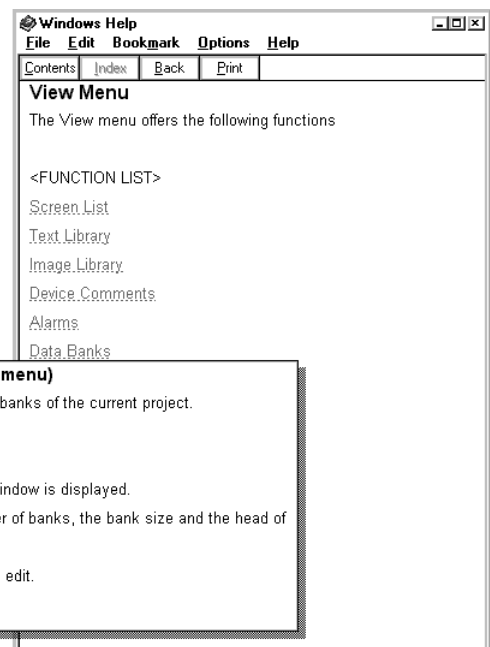 Windows Help
File Edit Bookmark Options Help
Contents Index Back Print
View Menu
The View menu offers the following functions
<FUNCTION LIST>
Screen List
Text Library
Image Library
Device Comments
Alarms
Data Banks
menu)
banks of the current project.
window is displayed.
of banks, the bank size and the head of
edit.